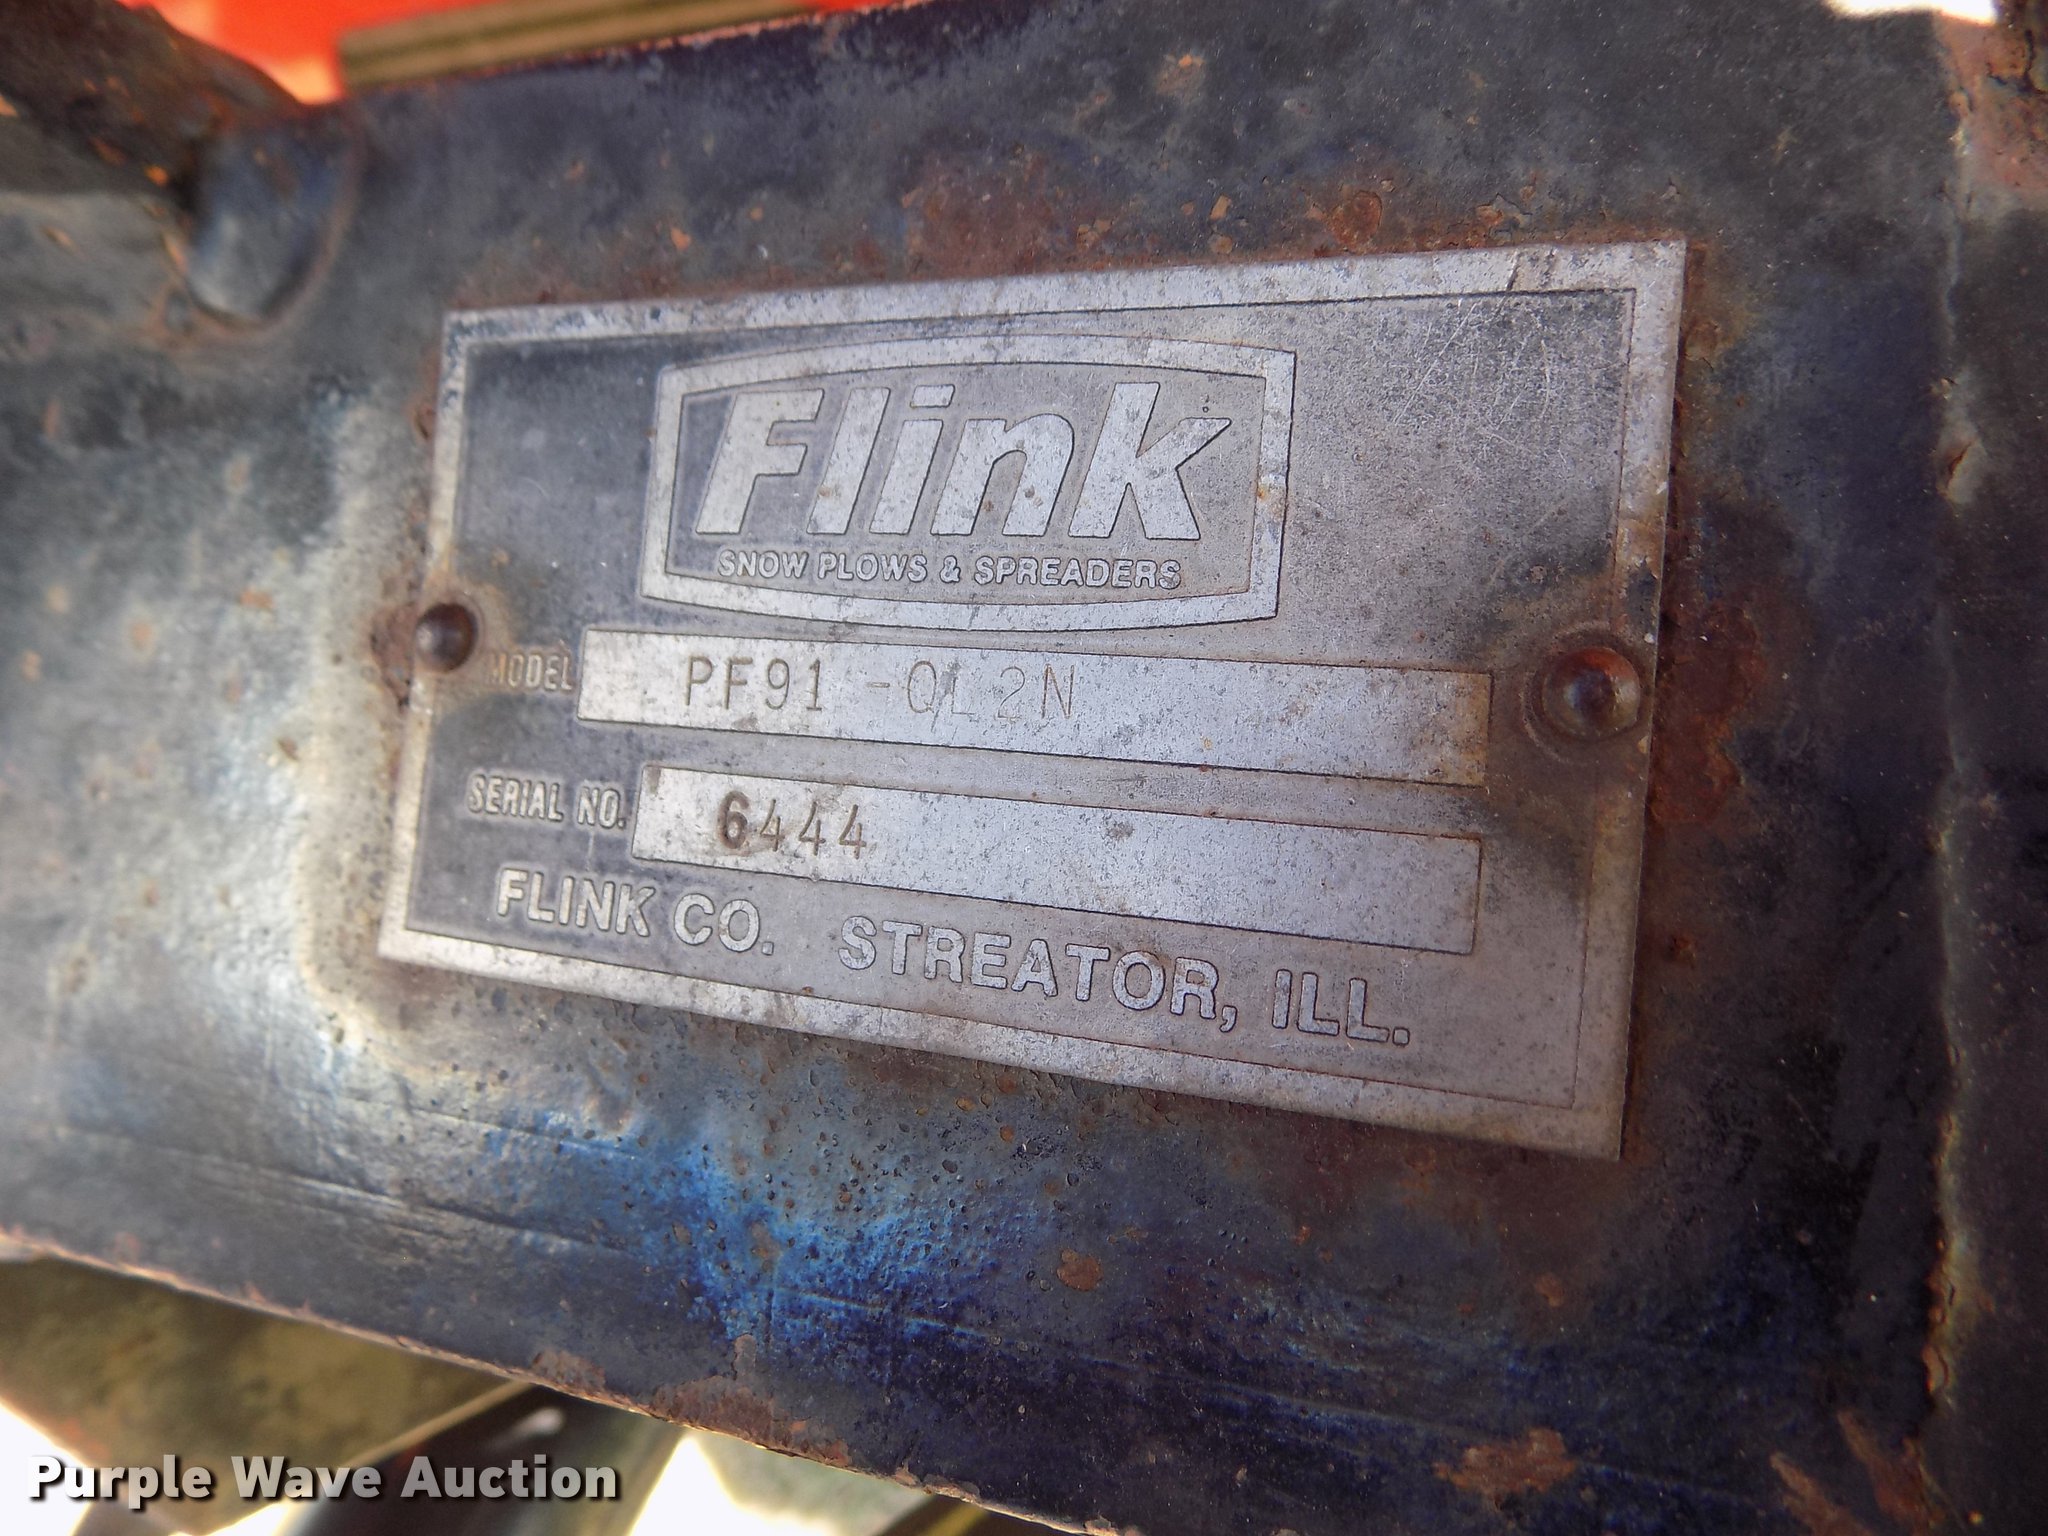 Flink
SNOW PLOWS & SPREADERS
MODEL PF91-QL2N
SERIAL NO. 6444
FLINK CO. STREATOR, ILL.
Purple Wave Auction